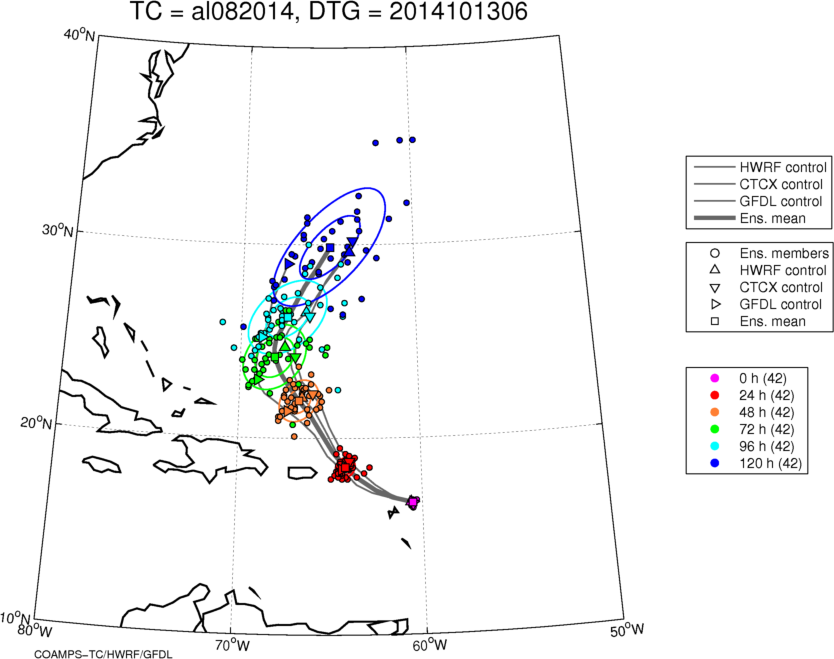 TC = al082014, DTG = 2014101306
40°N
30°N
20°N
10°N
80°W
70°W
60°W
50°W
COAMPS-TC/HWRF/GFDL
HWRF control
CTCX control
GFDL control
Ens. mean
Ens. members
HWRF control
CTCX control
GFDL control
Ens. mean
0 h (42)
24 h (42)
48 h (42)
72 h (42)
96 h (42)
120 h (42)